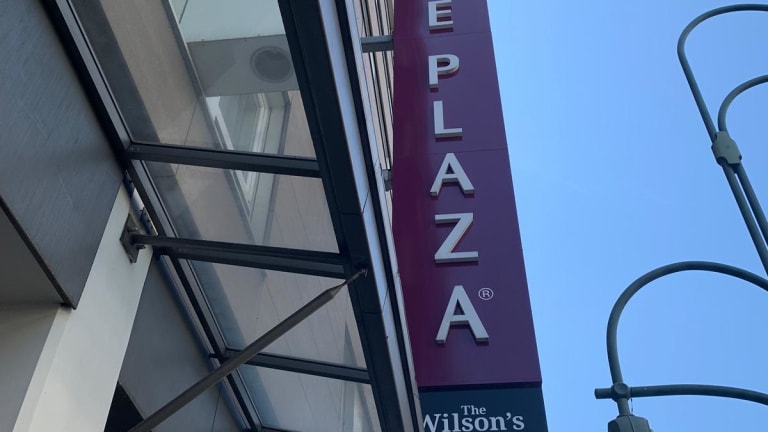 E PLAZA®
The
Wilson's